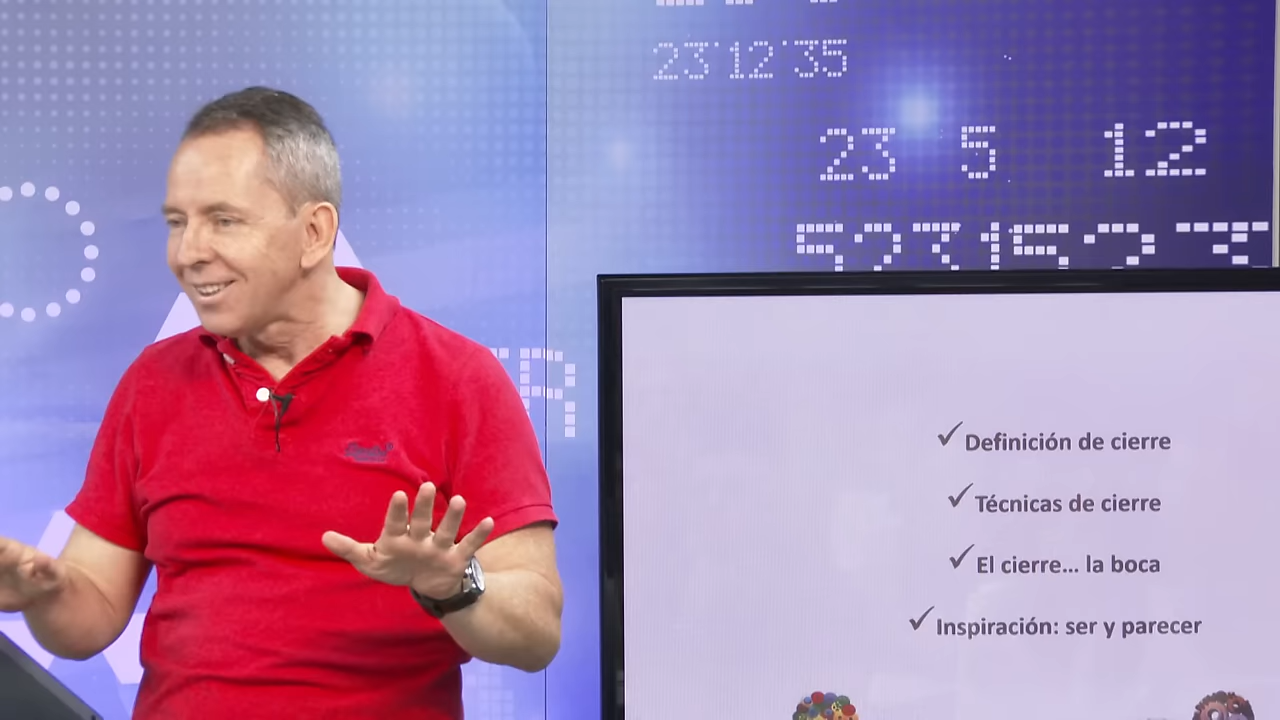 23'12'35
23 5 12
5231523
✓ Definición de cierre
✓ Técnicas de cierre
✓ El cierre... la boca
✓ Inspiración: ser y parecer